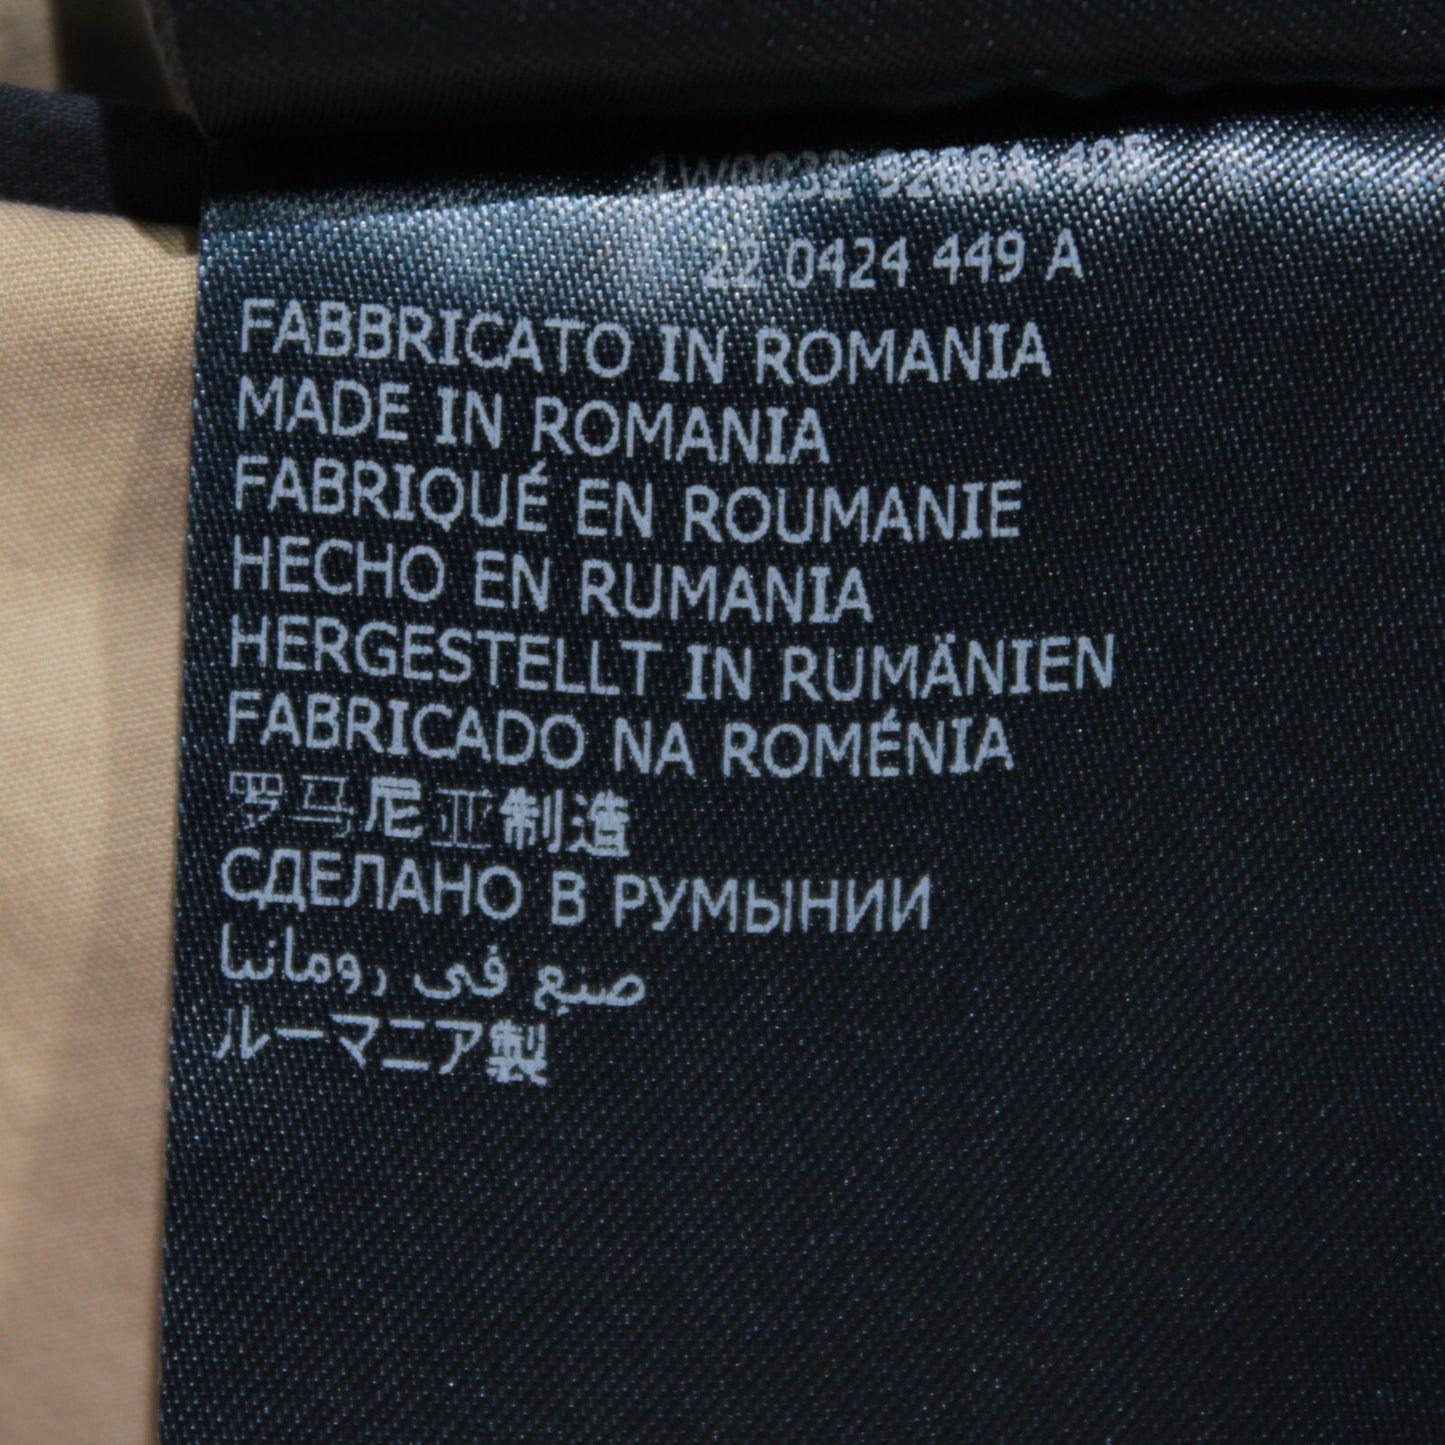 22 0424 449 A
FABBRICATO IN ROMANIA
MADE IN ROMANIA
FABRIQUÉ EN ROUMANIE
HECHO EN RUMANIA
HERGESTELLT IN RUMÄNIEN
FABRICADO NA ROMÉNIA
罗马尼亚制造
СДЕЛАНО В РУМЫНИИ
صنع في رومانيا
ルーマニア製